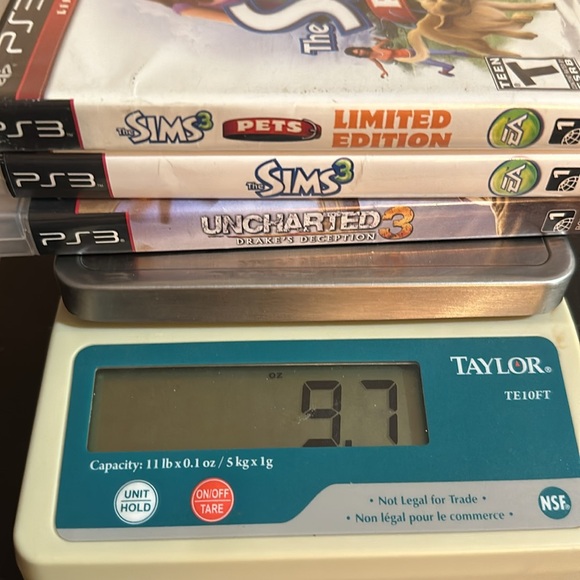 PS3
The Sims
TEEN
T
ESRB
PS3
The SIMS 3 PETS LIMITED EDITION EA
PS3 The SIMS 3 EA
PS3 UNCHARTED 3
DRAKE'S DECEPTION
TAYLOR®
TE10FT
OZ
9.7
Capacity: 11 lb x 0.1 oz / 5 kg x 1g
UNIT
HOLD
ON/OFF
TARE
• Not Legal for Trade •
• Non légal pour le commerce •
NSF®